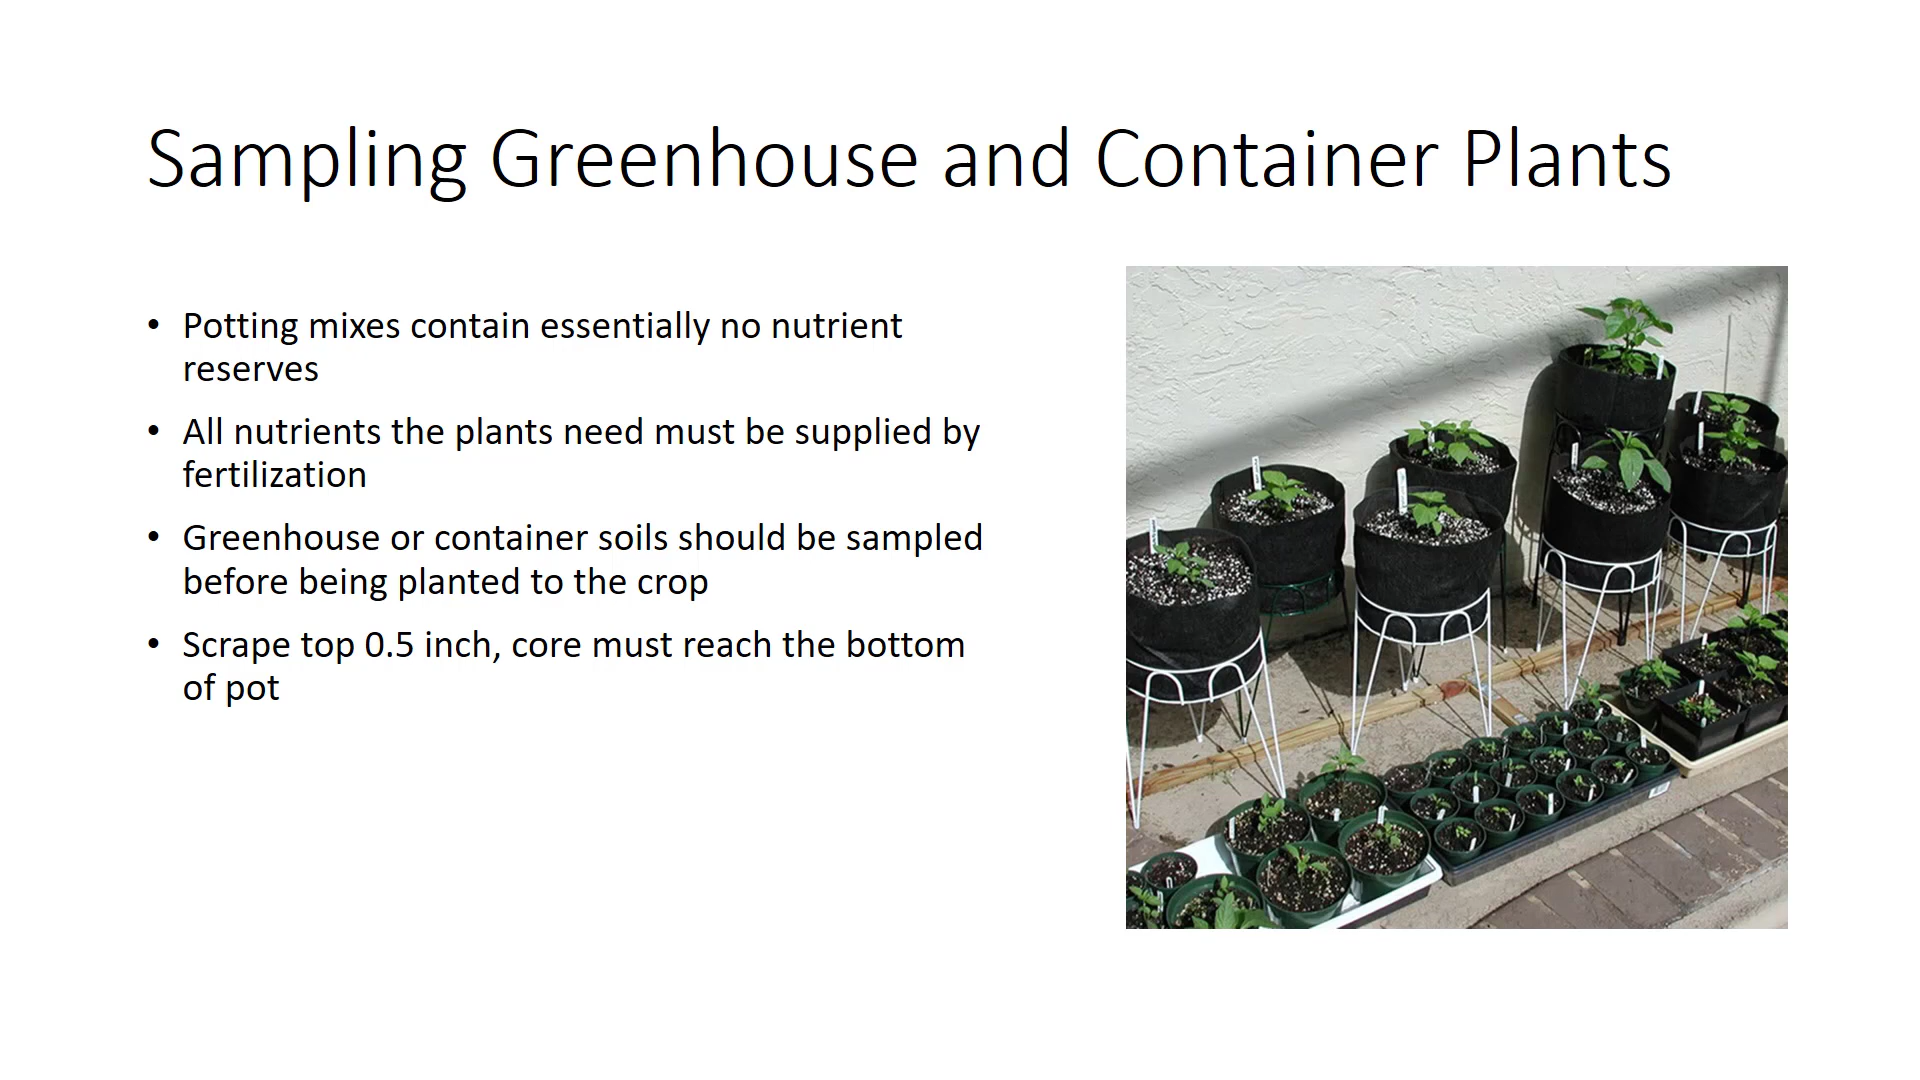 Sampling Greenhouse and Container Plants
• Potting mixes contain essentially no nutrient
reserves
• All nutrients the plants need must be supplied by
fertilization
• Greenhouse or container soils should be sampled
before being planted to the crop
• Scrape top 0.5 inch, core must reach the bottom
of pot